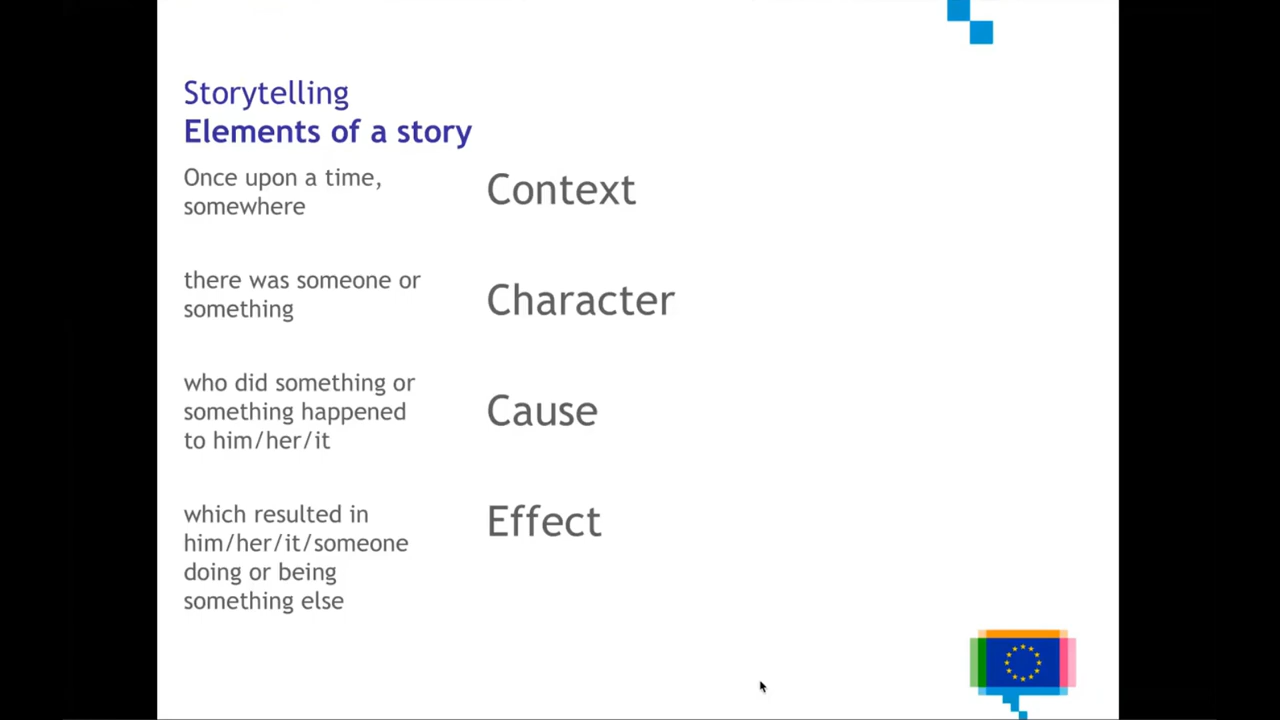 Storytelling
Elements of a story
Once upon a time,
somewhere
Context
there was someone or
something
Character
who did something or
something happened
to him/her/it
Cause
which resulted in
him/her/it/someone
doing or being
something else
Effect